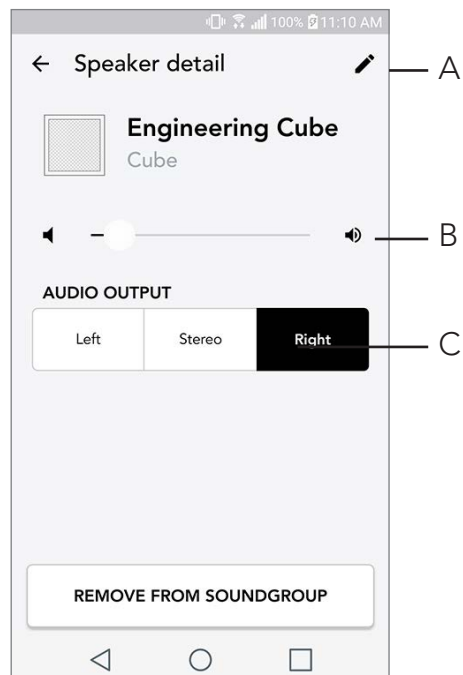 100% 11:10 AM
Speaker detail
A
Engineering Cube
Cube
B
AUDIO OUTPUT
Left Stereo Right
C
REMOVE FROM SOUNDGROUP